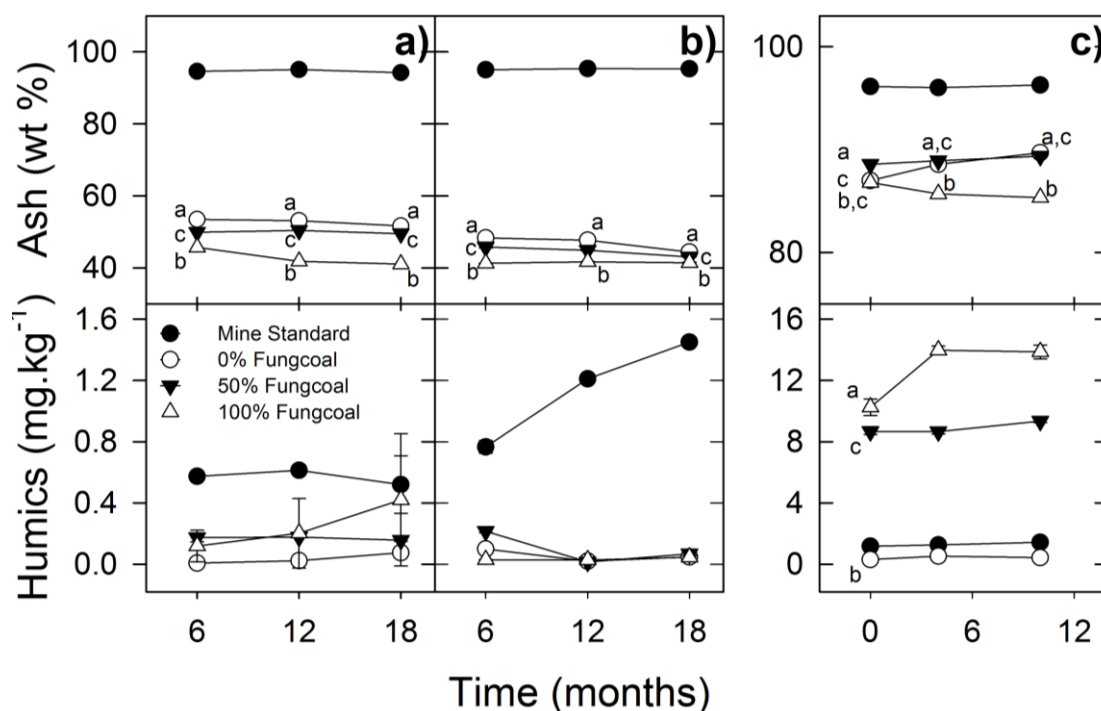 a)
b)
c)
Ash (wt %)
100
80
60
40
a
a
a
c
c
c
b
b
b
a
a
a
c
c
c
b
b
b
100
80
a
a,c
a,c
c
b,c
b
b
Humics (mg.kg⁻¹)
1.6
1.2
0.8
0.4
0.0
Mine Standard
0% Fungcoal
50% Fungcoal
100% Fungcoal
16
12
8
4
0
a
c
b
6 12 18
6 12 18
0 6 12
Time (months)